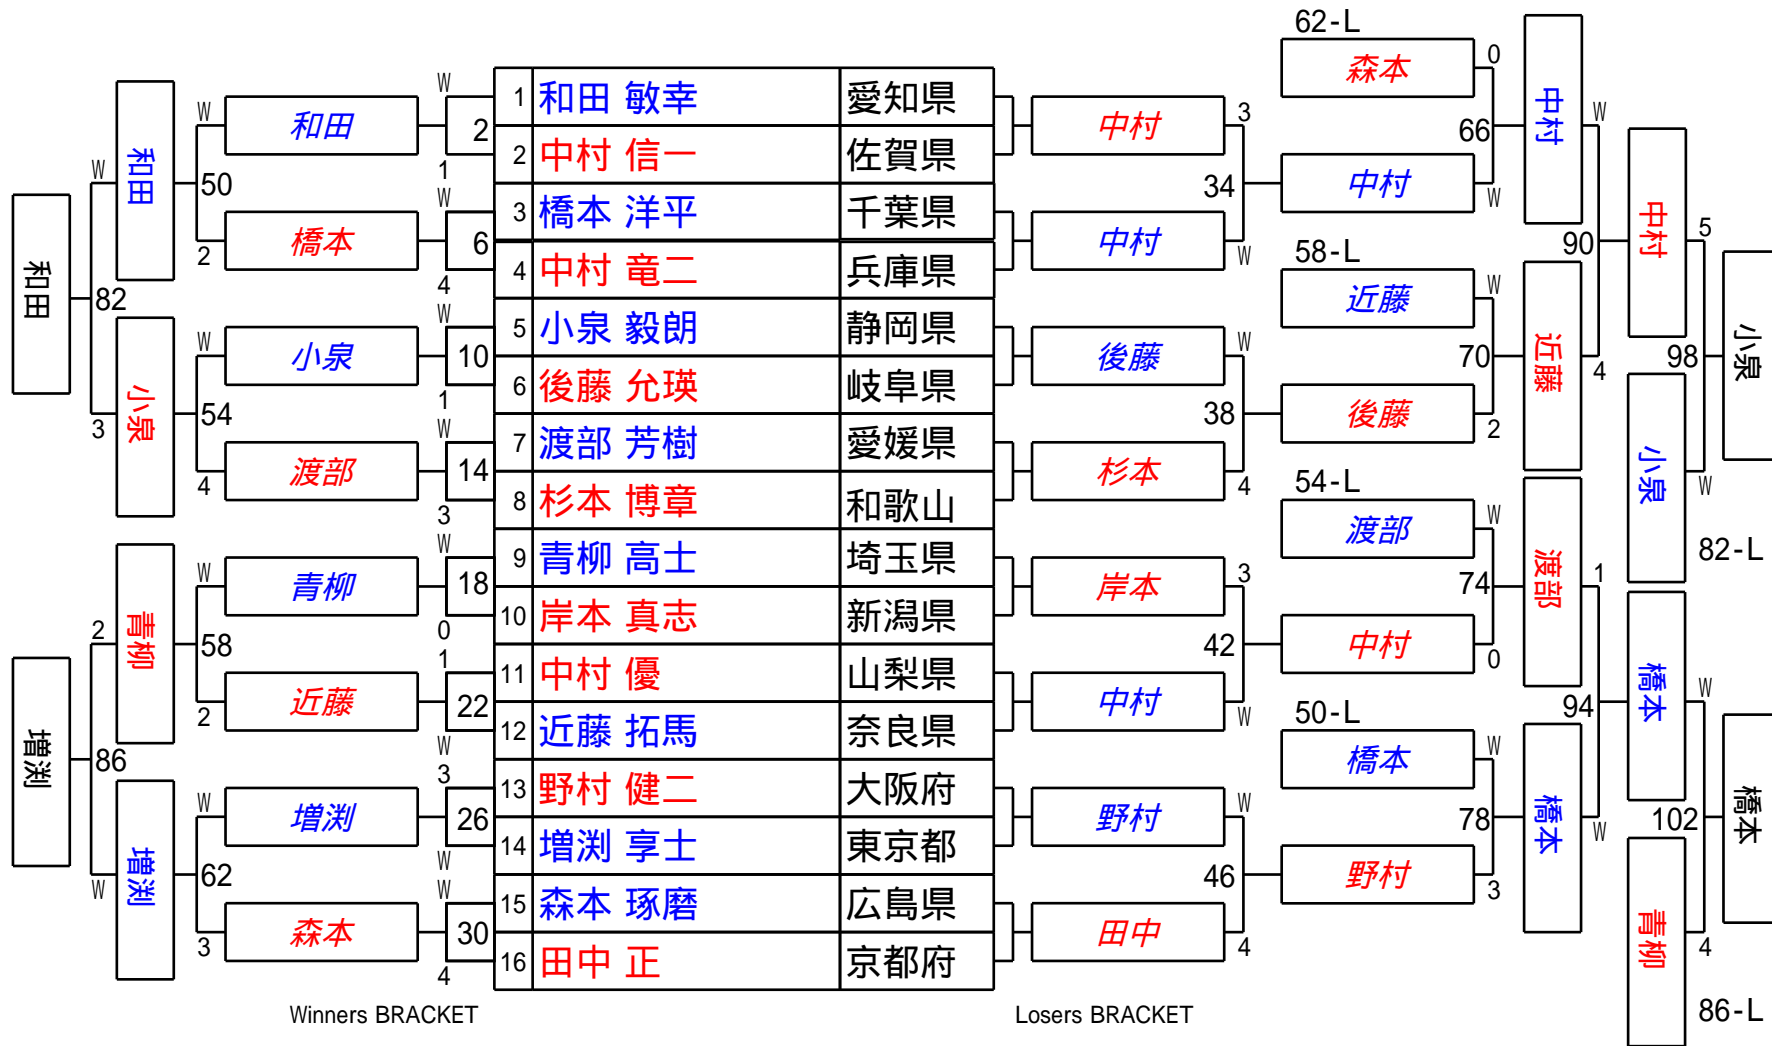 1 和田 敏幸 愛知県
2 中村 信一 佐賀県
3 橋本 洋平 千葉県
4 中村 竜二 兵庫県
5 小泉 毅朗 静岡県
6 後藤 允瑛 岐阜県
7 渡部 芳樹 愛媛県
8 杉本 博章 和歌山
9 青柳 高士 埼玉県
10 岸本 真志 新潟県
11 中村 優 山梨県
12 近藤 拓馬 奈良県
13 野村 健二 大阪府
14 増渕 享士 東京都
15 森本 琢磨 広島県
16 田中 正 京都府
W
2
1
W
6
4
W
10
1
W
14
3
W
18
0
1
22
W
3
26
W
W
30
4
和田
橋本
小泉
渡部
青柳
近藤
増渕
森本
W
50
2
W
54
4
W
58
2
W
62
3
和田
小泉
青柳
増渕
W
82
3
2
86
W
和田
増渕
Winners BRACKET
中村
中村
後藤
杉本
岸本
中村
野村
田中
3
34
W
W
38
4
3
42
W
W
46
4
62-L
森本
中村
58-L
近藤
後藤
54-L
渡部
中村
50-L
橋本
野村
0
66
W
W
70
2
W
74
0
W
78
3
中村
近藤
渡部
橋本
W
90
4
1
94
W
中村
小泉
82-L
橋本
青柳
86-L
5
98
W
W
102
4
小泉
橋本
Losers BRACKET